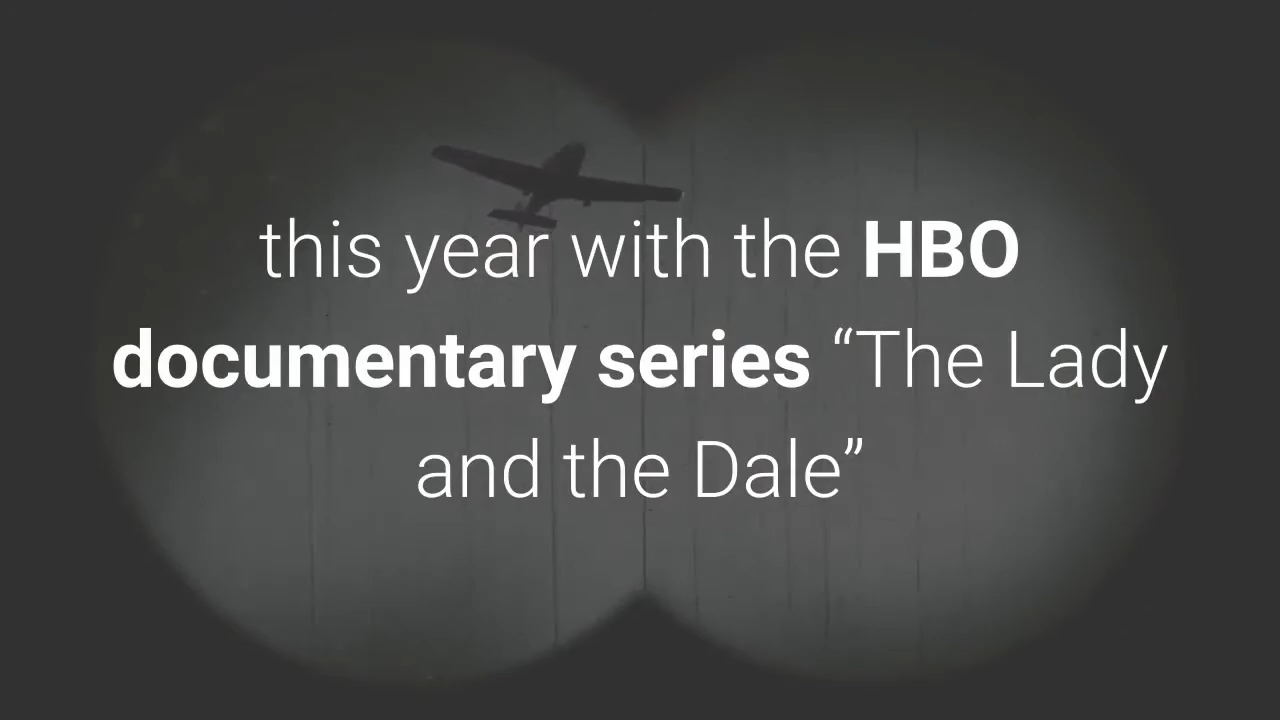 this year with the HBO
documentary series “The Lady
and the Dale”